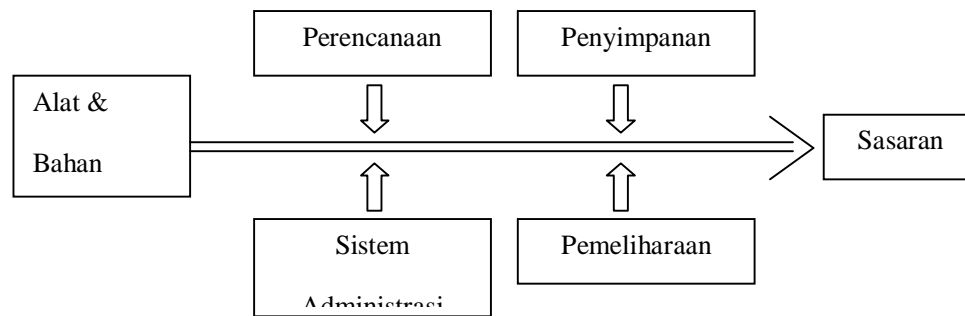 Perencanaan
Penyimpanan
Alat &
Bahan
Sasaran
Sistem
Administrasi
Pemeliharaan